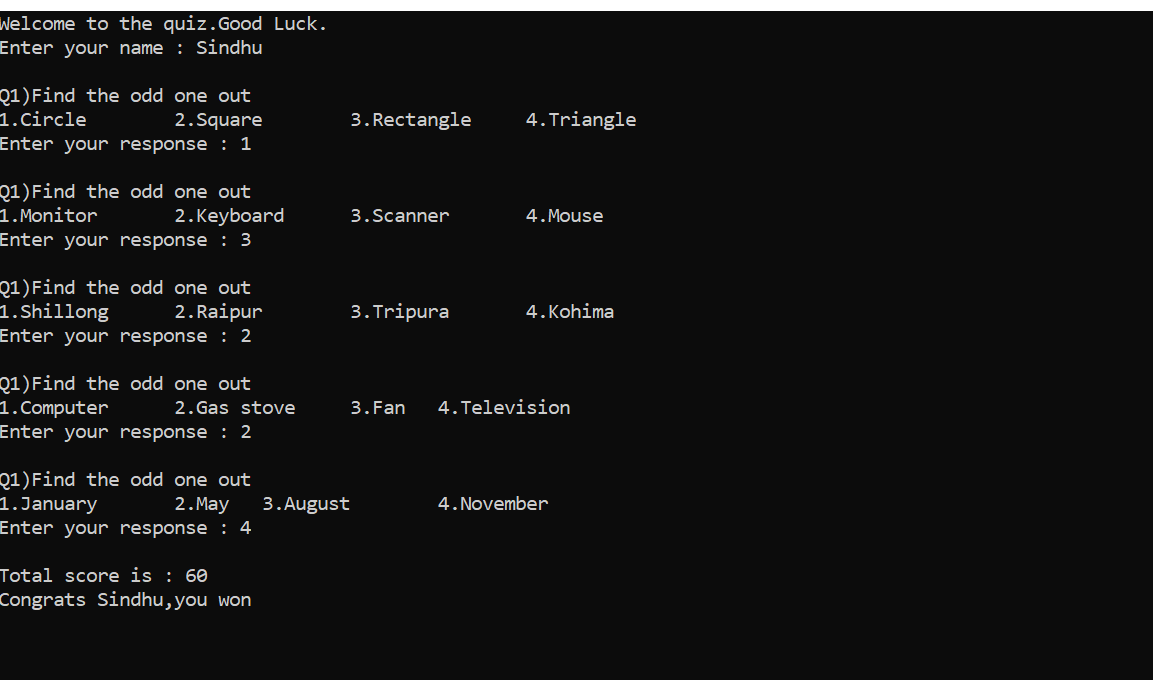 Welcome to the quiz.Good Luck.
Enter your name : Sindhu
Q1)Find the odd one out
1.Circle 2.Square 3.Rectangle 4.Triangle
Enter your response : 1
Q1)Find the odd one out
1.Monitor 2.Keyboard 3.Scanner 4.Mouse
Enter your response : 3
Q1)Find the odd one out
1.Shillong 2.Raipur 3.Tripura 4.Kohima
Enter your response : 2
Q1)Find the odd one out
1.Computer 2.Gas stove 3.Fan 4.Television
Enter your response : 2
Q1)Find the odd one out
1.January 2.May 3.August 4.November
Enter your response : 4
Total score is : 60
Congrats Sindhu,you won